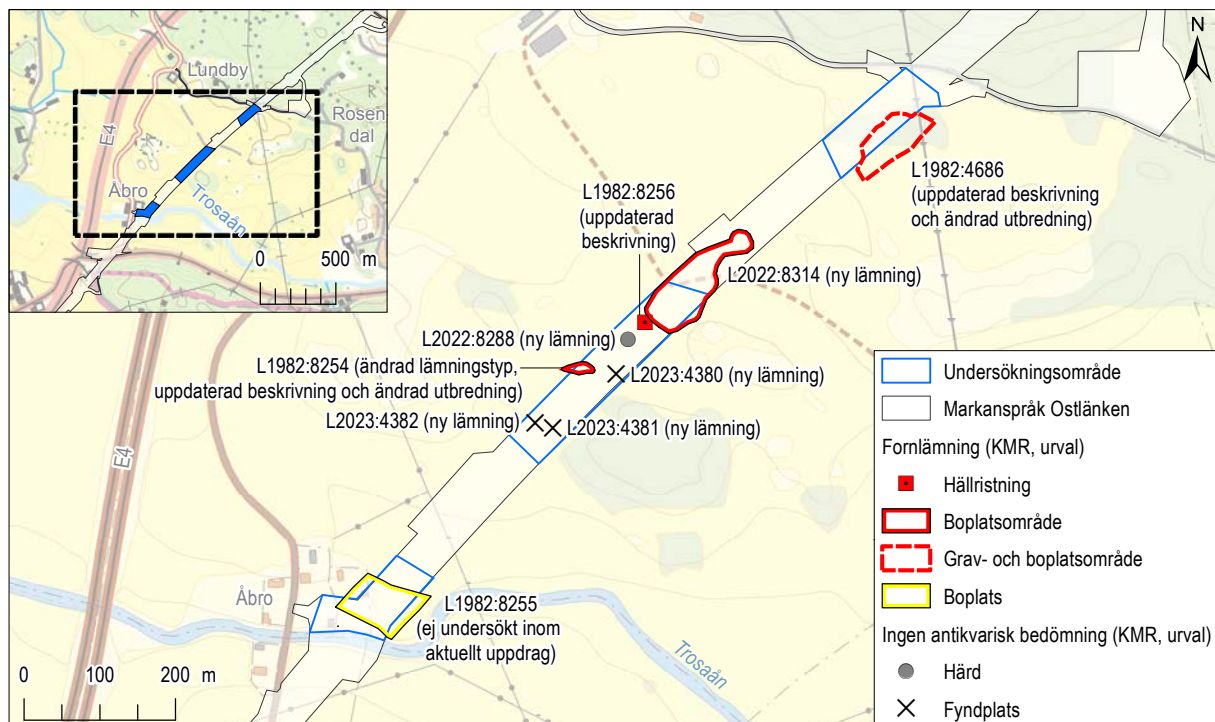 Lundby
Rosen
dal
E4
Åbro
Trosaån
0 500 m
N
L1982:8256
(uppdaterad
beskrivning)
L1982:4686
(uppdaterad beskrivning
och ändrad utbredning)
L2022:8314 (ny lämning)
L2022:8288 (ny lämning)
L1982:8254 (ändrad lämningstyp,
uppdaterad beskrivning och ändrad utbredning)
L2023:4380 (ny lämning)
L2023:4382 (ny lämning)
L2023:4381 (ny lämning)
E4
Åbro
L1982:8255
(ej undersökt inom
aktuellt uppdrag)
Trosaån
0 100 200 m
Undersökningsområde
Markanspråk Ostlänken
Fornlämning (KMR, urval)
Hällristning
Boplatsområde
Grav- och boplatsområde
Boplats
Ingen antikvarisk bedömning (KMR, urval)
Härd
Fyndplats